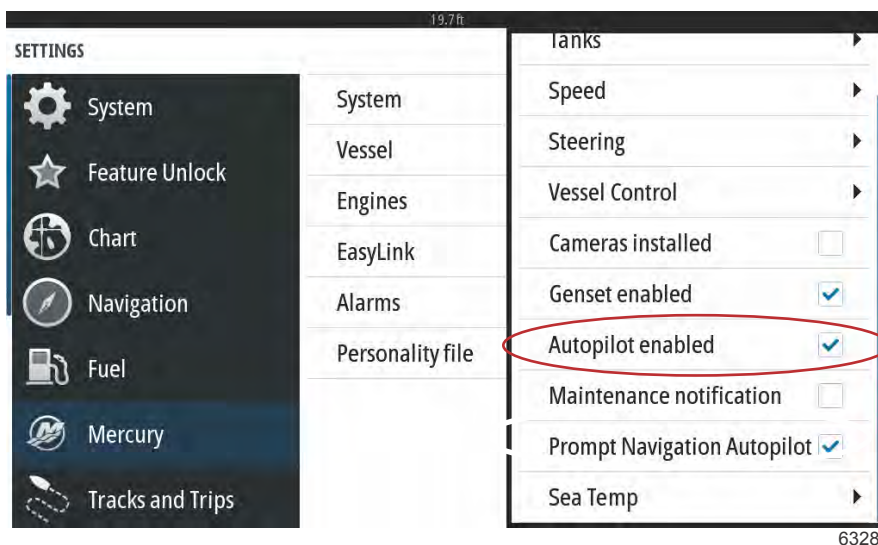 19.7 ft
SETTINGS
System
Feature Unlock
Chart
Navigation
Fuel
Mercury
Tracks and Trips
System
Vessel
Engines
EasyLink
Alarms
Personality file
Tanks
Speed
Steering
Vessel Control
Cameras installed
Genset enabled
Autopilot enabled
Maintenance notification
Prompt Navigation Autopilot
Sea Temp
6328